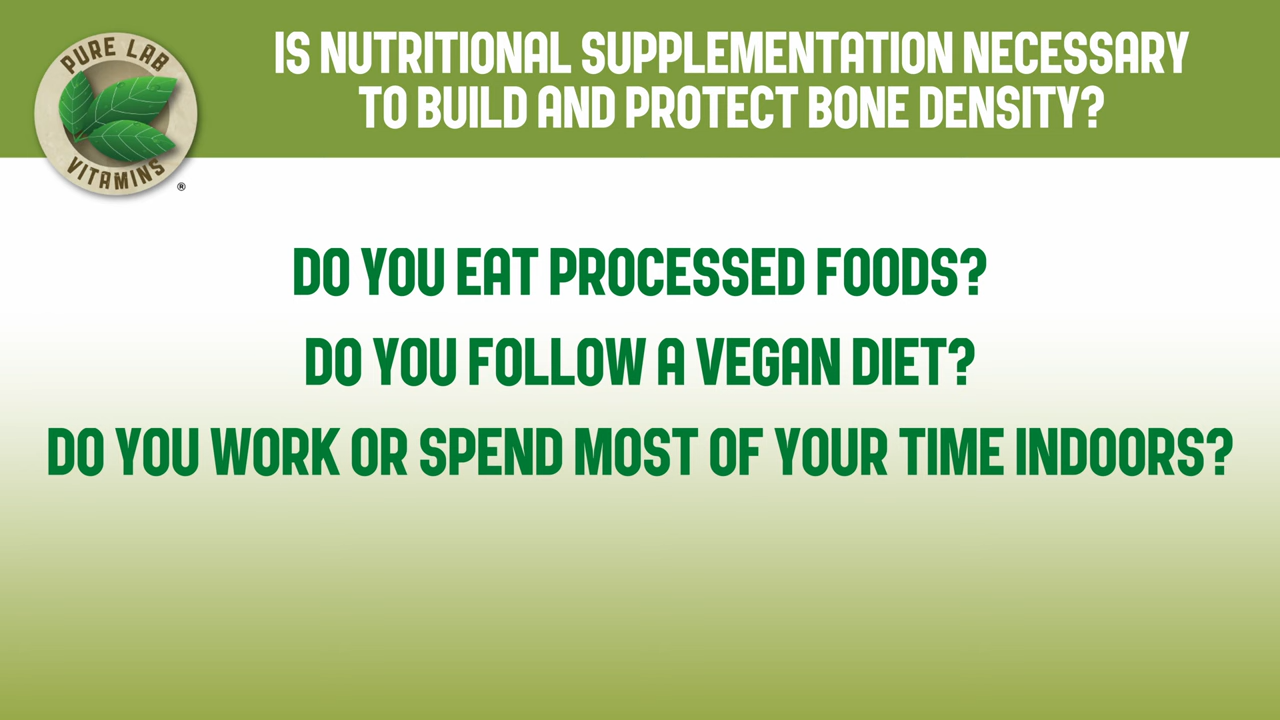 PURE LAB
VITAMINS
®
IS NUTRITIONAL SUPPLEMENTATION NECESSARY
TO BUILD AND PROTECT BONE DENSITY?
DO YOU EAT PROCESSED FOODS?
DO YOU FOLLOW A VEGAN DIET?
DO YOU WORK OR SPEND MOST OF YOUR TIME INDOORS?